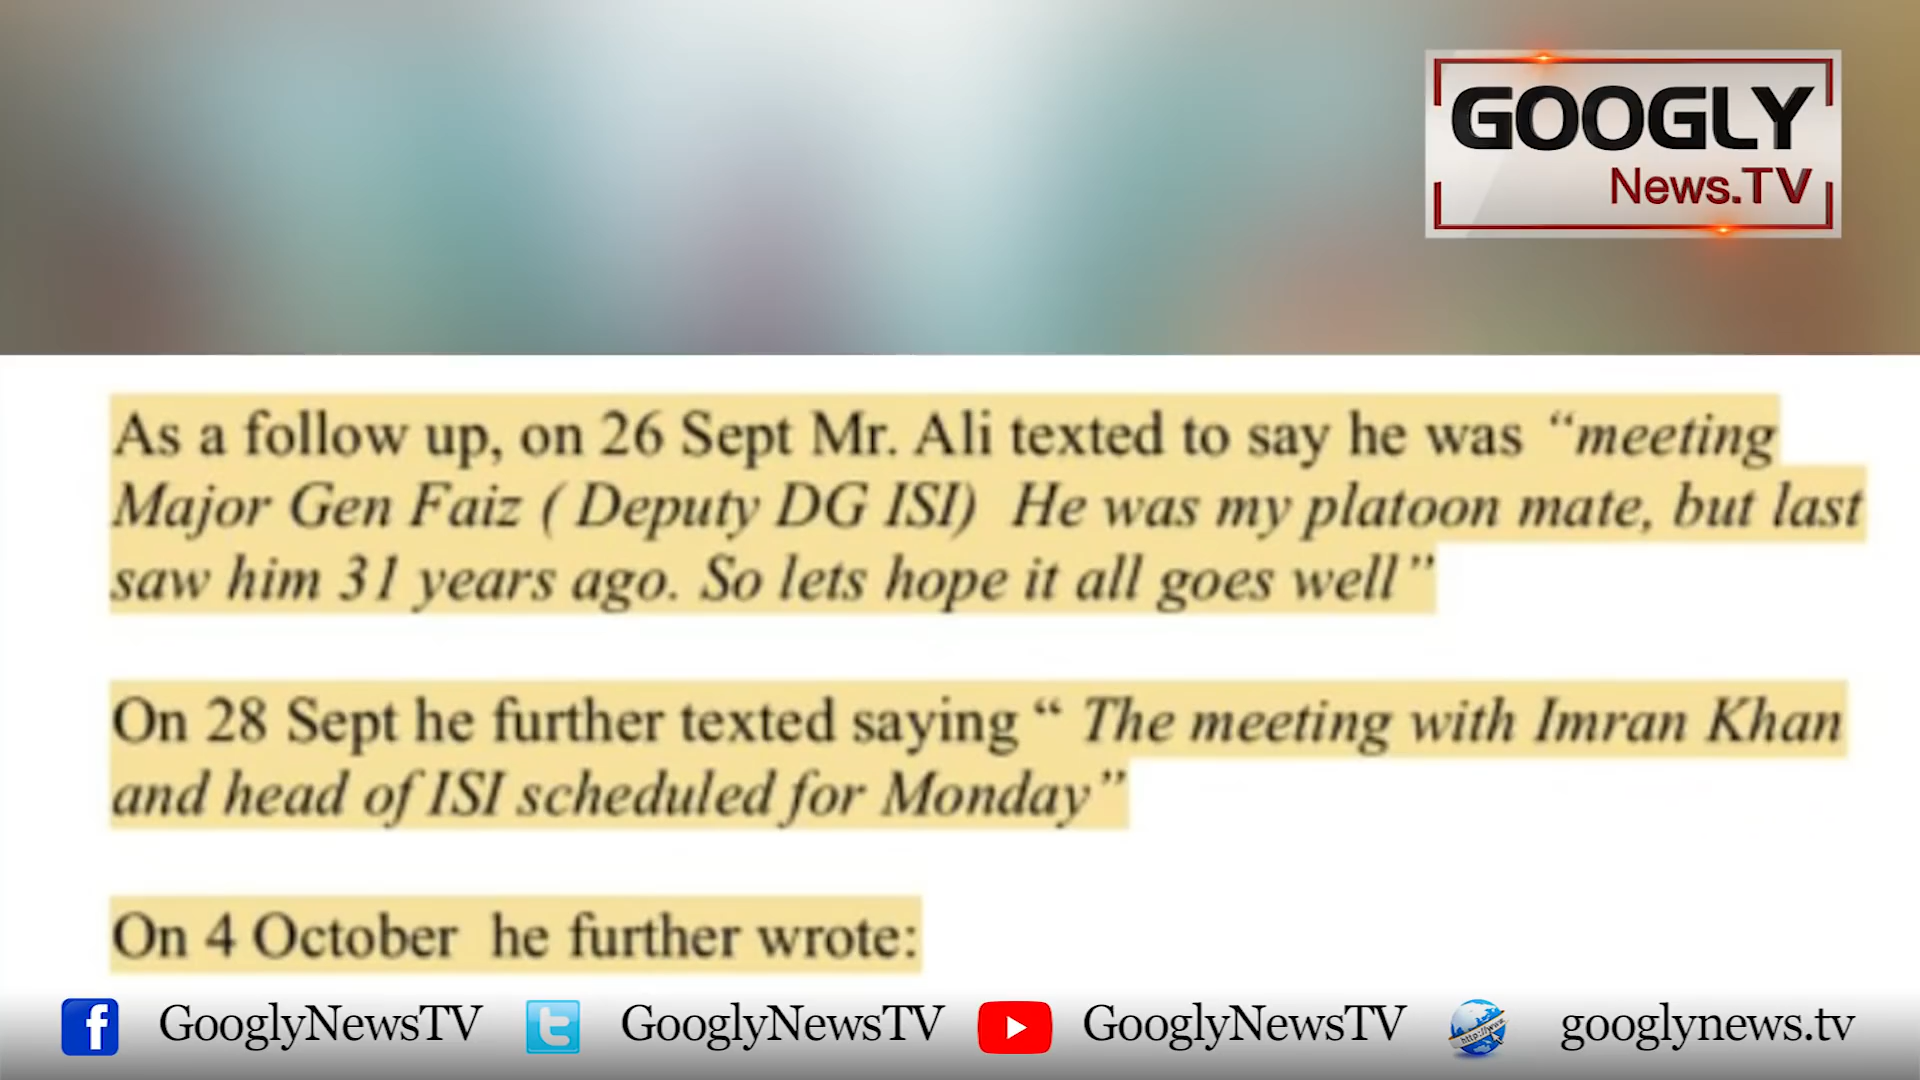 GOOGLY
News.TV
As a follow up, on 26 Sept Mr. Ali texted to say he was “meeting
Major Gen Faiz ( Deputy DG ISI)  He was my platoon mate, but last
saw him 31 years ago. So lets hope it all goes well”
On 28 Sept he further texted saying “ The meeting with Imran Khan
and head of ISI scheduled for Monday”
On 4 October  he further wrote:
GooglyNewsTV GooglyNewsTV GooglyNewsTV googlynews.tv